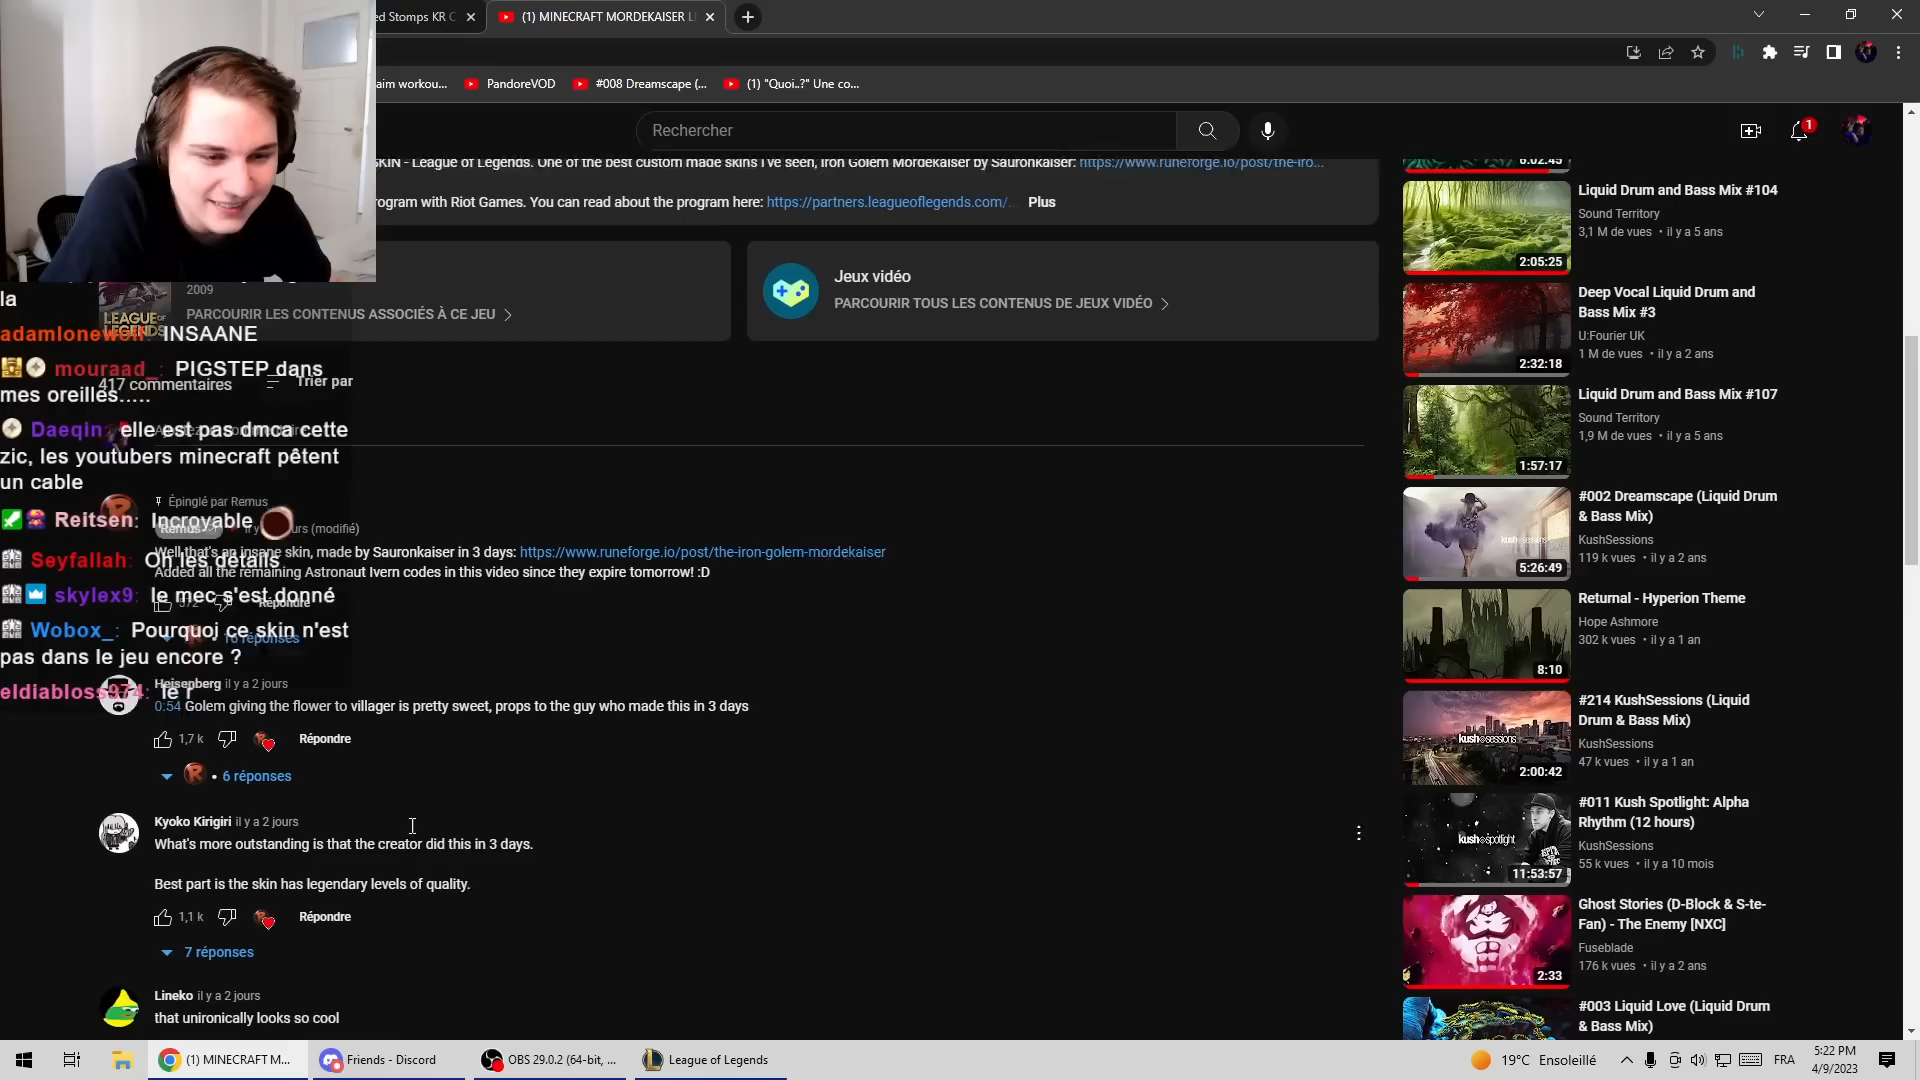 ed Stomps KR C
(1) MINECRAFT MORDEKAISER L
aim workou...
PandoreVOD
#008 Dreamscape (...
(1) "Quoi..?" Une co...
Rechercher
1
SKIN - League of Legends. One of the best custom made skins I've seen, Iron Golem Mordekaiser by Sauronkaiser: https://www.runeforge.io/post/the-iro...
rogram with Riot Games. You can read about the program here: https://partners.leagueoflegends.com/... Plus
2009
PARCOURIR LES CONTENUS ASSOCIÉS À CE JEU
LEAGUE OF LEGENDS
Jeux vidéo
PARCOURIR TOUS LES CONTENUS DE JEUX VIDÉO
la
adamlonewolf: INSAANE
mouraad_: PIGSTEP dans
mes oreilles.....
417 commentaires
Trier par
Daeqin: elle est pas dmca cette
zic, les youtubers minecraft pêtent
un cable
Épinglé par Remus
Reitsen: Incroyable
Remus
urs (modifié)
Well that's an insane skin, made by Sauronkaiser in 3 days: https://www.runeforge.io/post/the-iron-golem-mordekaiser
Seyfallah: Oh les détails
Added all the remaining Astronaut Ivern codes in this video since they expire tomorrow! :D
skylex9: le mec s'est donné
572
Répondre
Wobox_: Pourquoi ce skin n'est
pas dans le jeu encore ?
16 réponses
eldiabloss974: le r
Heisenberg il y a 2 jours
0:54 Golem giving the flower to villager is pretty sweet, props to the guy who made this in 3 days
1,7 k
Répondre
6 réponses
Kyoko Kirigiri il y a 2 jours
What's more outstanding is that the creator did this in 3 days.
Best part is the skin has legendary levels of quality.
1,1 k
Répondre
7 réponses
Lineko il y a 2 jours
that unironically looks so cool
6:02:45
Liquid Drum and Bass Mix #104
Sound Territory
3,1 M de vues • il y a 5 ans
2:05:25
Deep Vocal Liquid Drum and
Bass Mix #3
U:Fourier UK
1 M de vues • il y a 2 ans
2:32:18
Liquid Drum and Bass Mix #107
Sound Territory
1,9 M de vues • il y a 5 ans
1:57:17
#002 Dreamscape (Liquid Drum
& Bass Mix)
KushSessions
119 k vues • il y a 2 ans
kushsessions
5:26:49
Returnal - Hyperion Theme
Hope Ashmore
302 k vues • il y a 1 an
8:10
#214 KushSessions (Liquid
Drum & Bass Mix)
KushSessions
47 k vues • il y a 1 an
kushsessions
2:00:42
#011 Kush Spotlight: Alpha
Rhythm (12 hours)
KushSessions
55 k vues • il y a 10 mois
kushspotlight
11:53:57
Ghost Stories (D-Block & S-te-
Fan) - The Enemy [NXC]
Fuseblade
176 k vues • il y a 2 ans
2:33
#003 Liquid Love (Liquid Drum
& Bass Mix)
(1) MINECRAFT M...
Friends - Discord
OBS 29.0.2 (64-bit, ...
League of Legends
19°C Ensoleillé
FRA
5:22 PM
4/9/2023